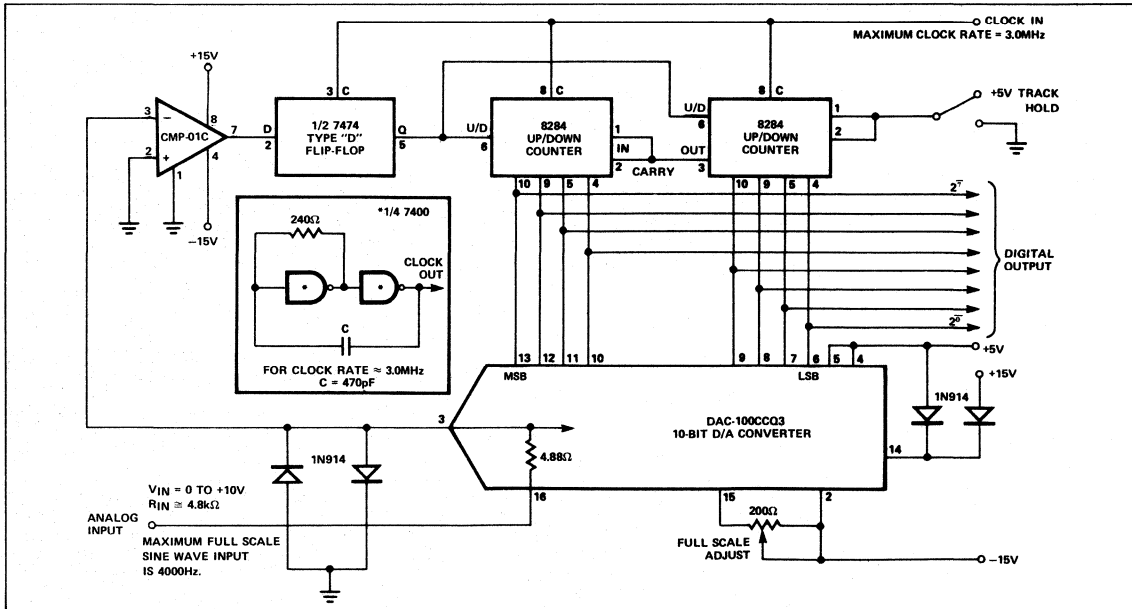 CLOCK IN
MAXIMUM CLOCK RATE = 3.0MHz
+15V
3 C
8 C
8 C
+5V TRACK
HOLD
3
−
8
CMP-01C
7
2
+
4
1
−15V
D
2
1/2 7474
TYPE "D"
FLIP-FLOP
Q
5
U/D
6
8284
UP/DOWN
COUNTER
1
IN
2
CARRY
U/D
6
OUT
3
8284
UP/DOWN
COUNTER
1
2
10 9 5 4
10 9 5 4
2⁷
DIGITAL
OUTPUT
2⁰
*1/4 7400
240Ω
CLOCK
OUT
C
FOR CLOCK RATE ≈ 3.0MHz
C = 470pF
13 12 11 10 9 8 7 6 5 4
MSB
LSB
+5V
+15V
1N914
3
DAC-100CCQ3
10-BIT D/A CONVERTER
14
4.88Ω
1N914
VIN = 0 TO +10V
RIN ≅ 4.8kΩ
16
15
2
ANALOG
INPUT
MAXIMUM FULL SCALE
SINE WAVE INPUT
IS 4000Hz.
200Ω
FULL SCALE
ADJUST
−15V